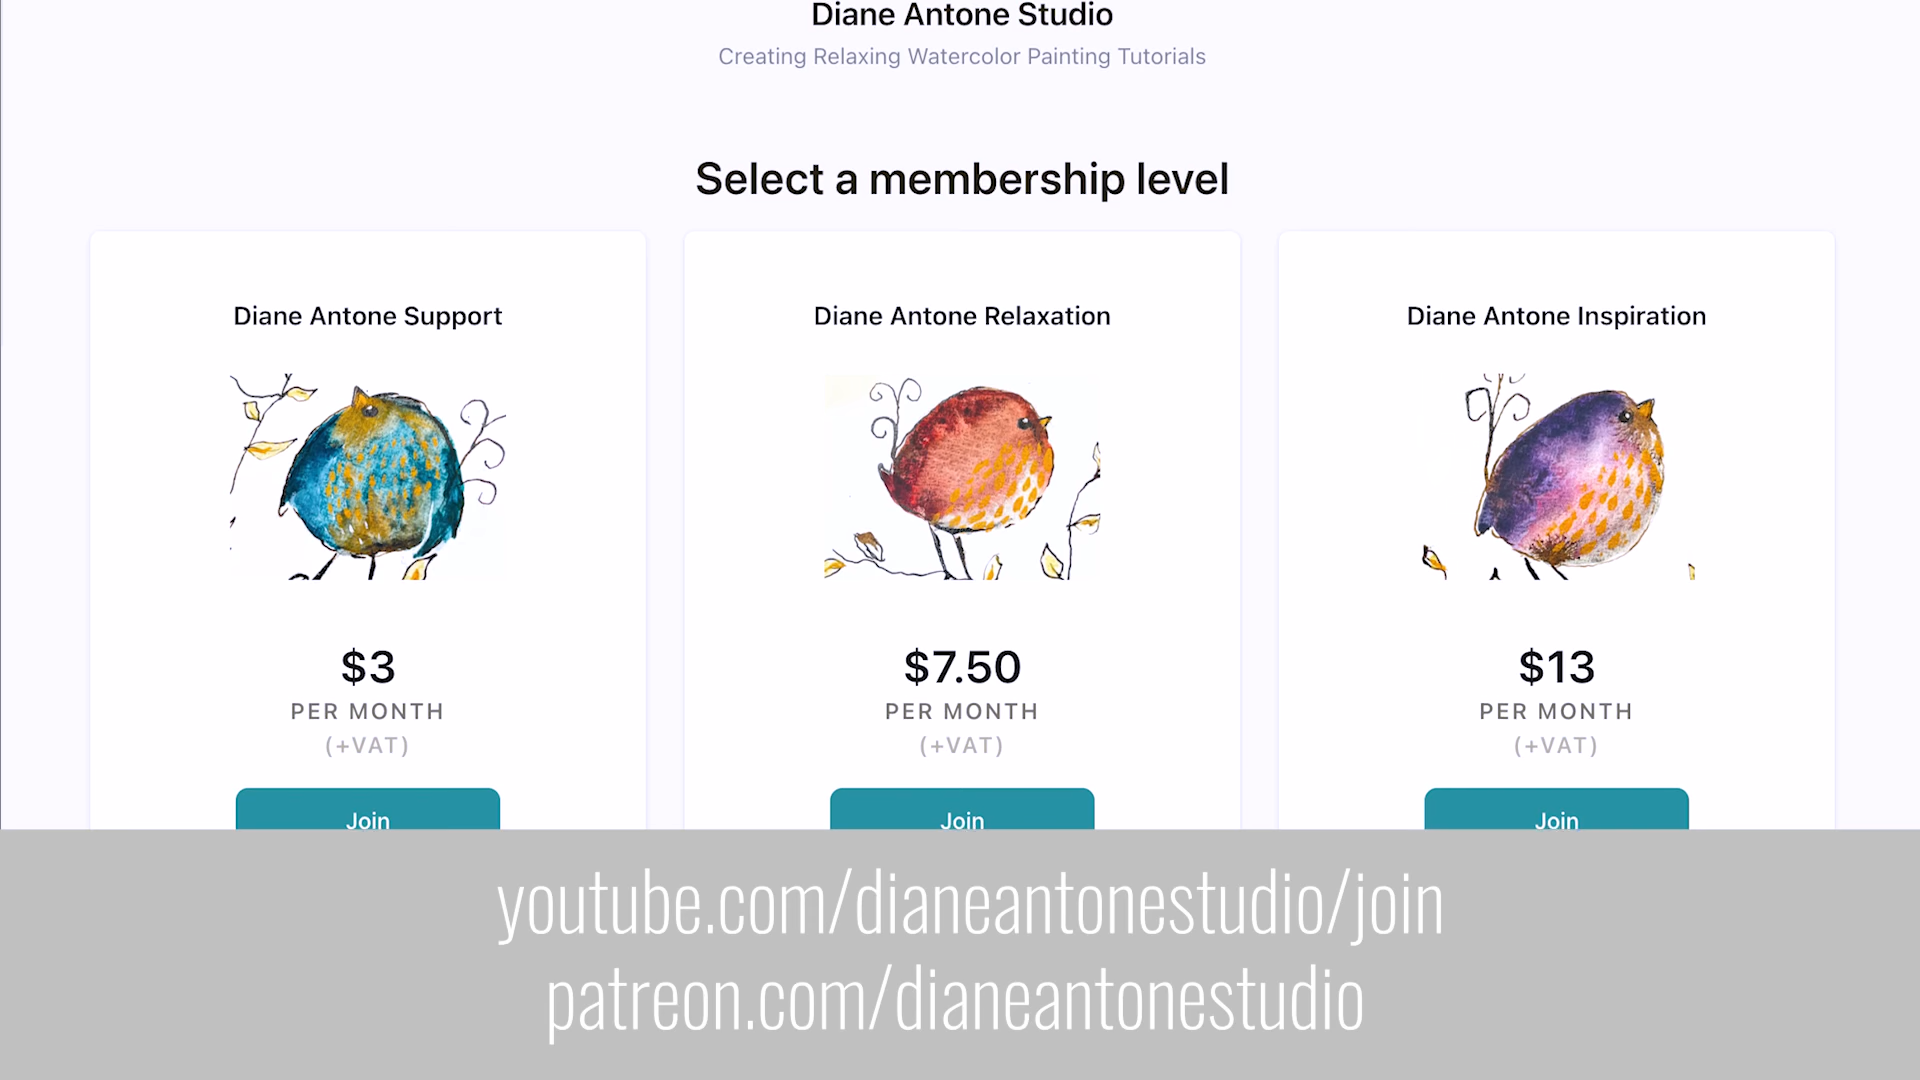 Diane Antone Studio
Creating Relaxing Watercolor Painting Tutorials
Select a membership level
Diane Antone Support
$3
PER MONTH
(+VAT)
Join
Diane Antone Relaxation
$7.50
PER MONTH
(+VAT)
Join
Diane Antone Inspiration
$13
PER MONTH
(+VAT)
Join
youtube.com/dianeantonestudio/join
patreon.com/dianeantonestudio